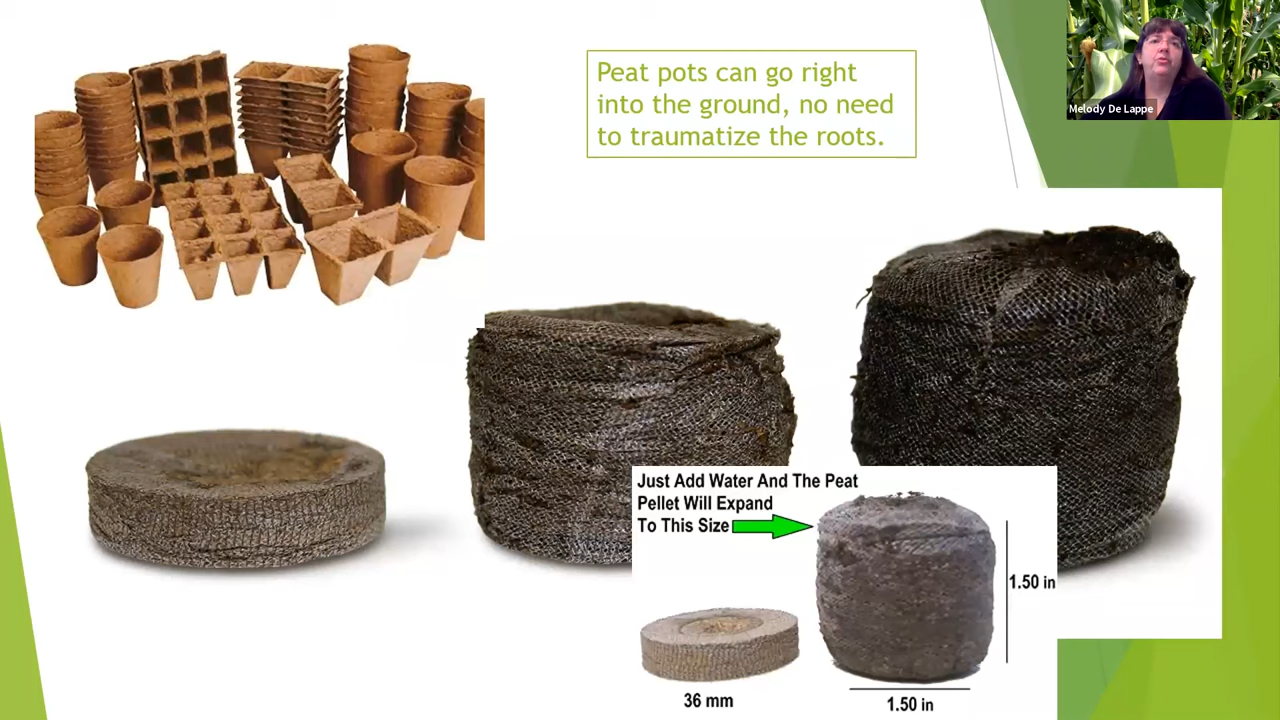 Peat pots can go right
into the ground, no need
to traumatize the roots.
Melody De Lappe
Just Add Water And The Peat
Pellet Will Expand
To This Size
1.50 in
36 mm
1.50 in